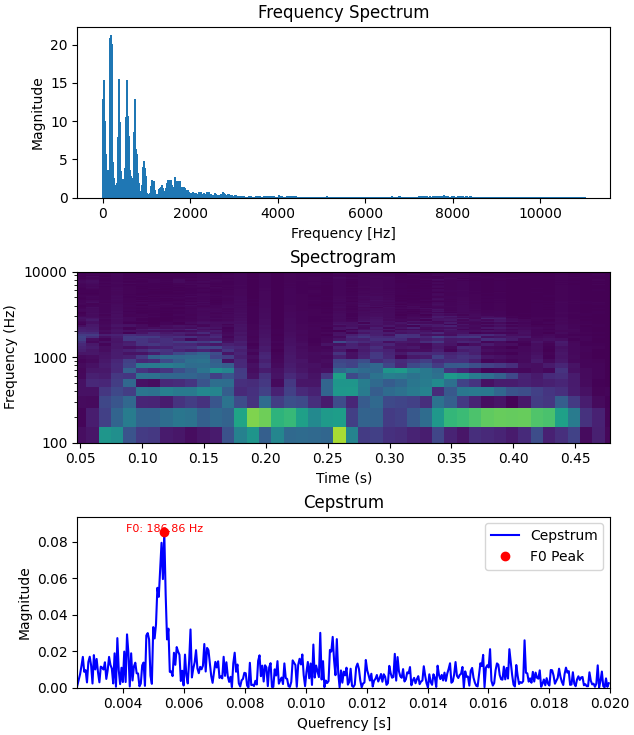 Frequency Spectrum
20
15
10
5
0
Magnitude
0 2000 4000 6000 8000 10000
Frequency [Hz]
Spectrogram
10000
1000
100
Frequency (Hz)
0.05 0.10 0.15 0.20 0.25 0.30 0.35 0.40 0.45
Time (s)
Cepstrum
F0: 186.86 Hz
Cepstrum
F0 Peak
0.08
0.06
0.04
0.02
0.00
Magnitude
0.004 0.006 0.008 0.010 0.012 0.014 0.016 0.018 0.020
Quefrency [s]